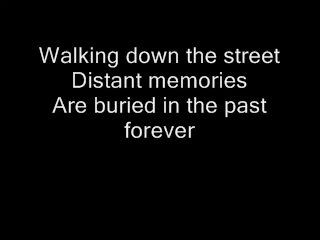 Walking down the street
Distant memories
Are buried in the past
forever